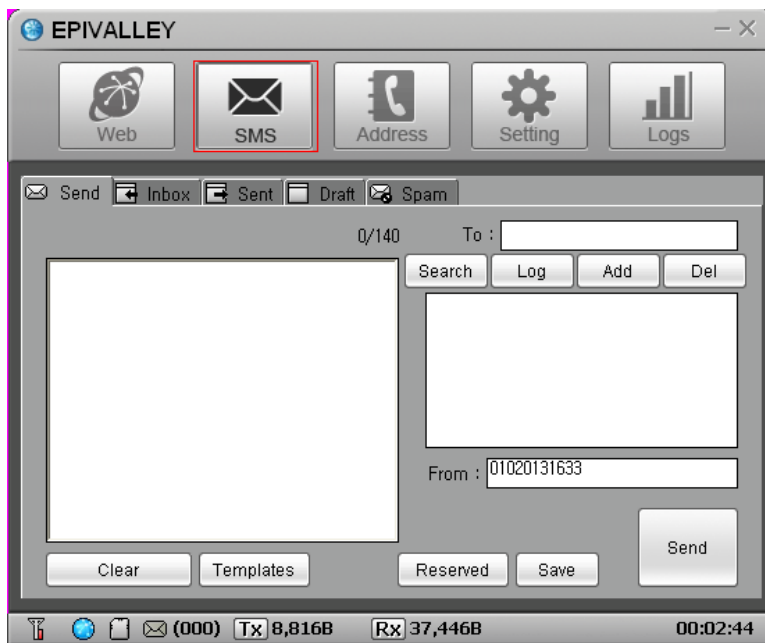 EPIVALLEY
Web SMS Address Setting Logs
Send Inbox Sent Draft Spam
0/140 To :
Search Log Add Del
From : 01020131633
Send
Clear Templates Reserved Save
(000) Tx 8,816B Rx 37,446B 00:02:44